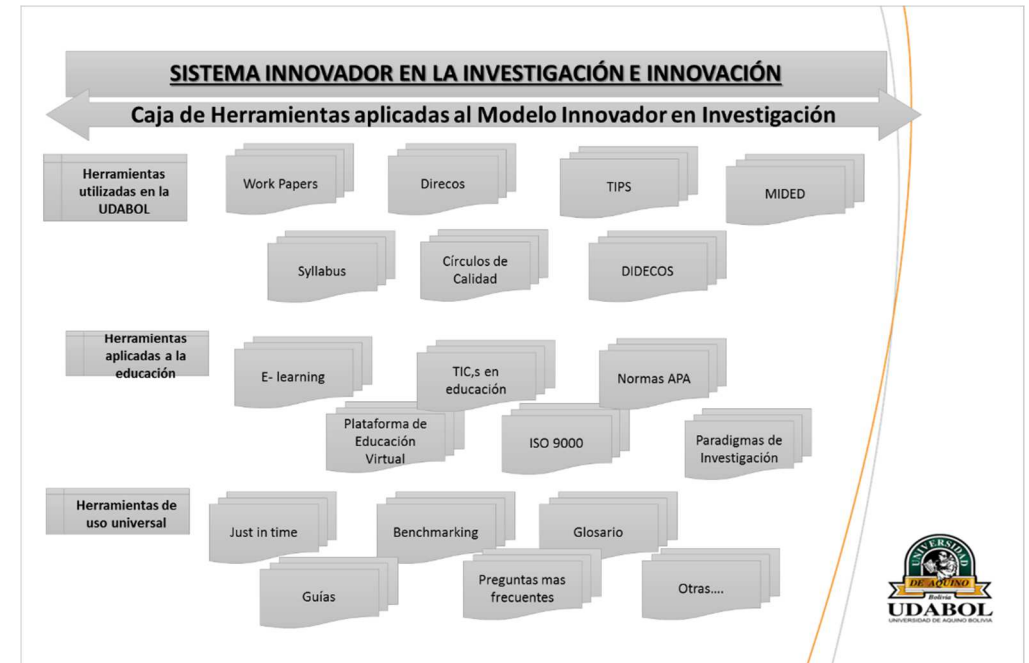 SISTEMA INNOVADOR EN LA INVESTIGACIÓN E INNOVACIÓN
Caja de Herramientas aplicadas al Modelo Innovador en Investigación
Herramientas
utilizadas en la
UDABOL
Work Papers
Direcos
TIPS
MIDED
Syllabus
Círculos de
Calidad
DIDECOS
Herramientas
aplicadas a la
educación
E- learning
TIC,s en
educación
Normas APA
Plataforma de
Educación
Virtual
ISO 9000
Paradigmas de
Investigación
Herramientas de
uso universal
Just in time
Benchmarking
Glosario
Guías
Preguntas mas
frecuentes
Otras....
UNIVERSIDAD
DE AQUINO
Bolivia
UDABOL
UNIVERSIDAD DE AQUINO BOLIVIA